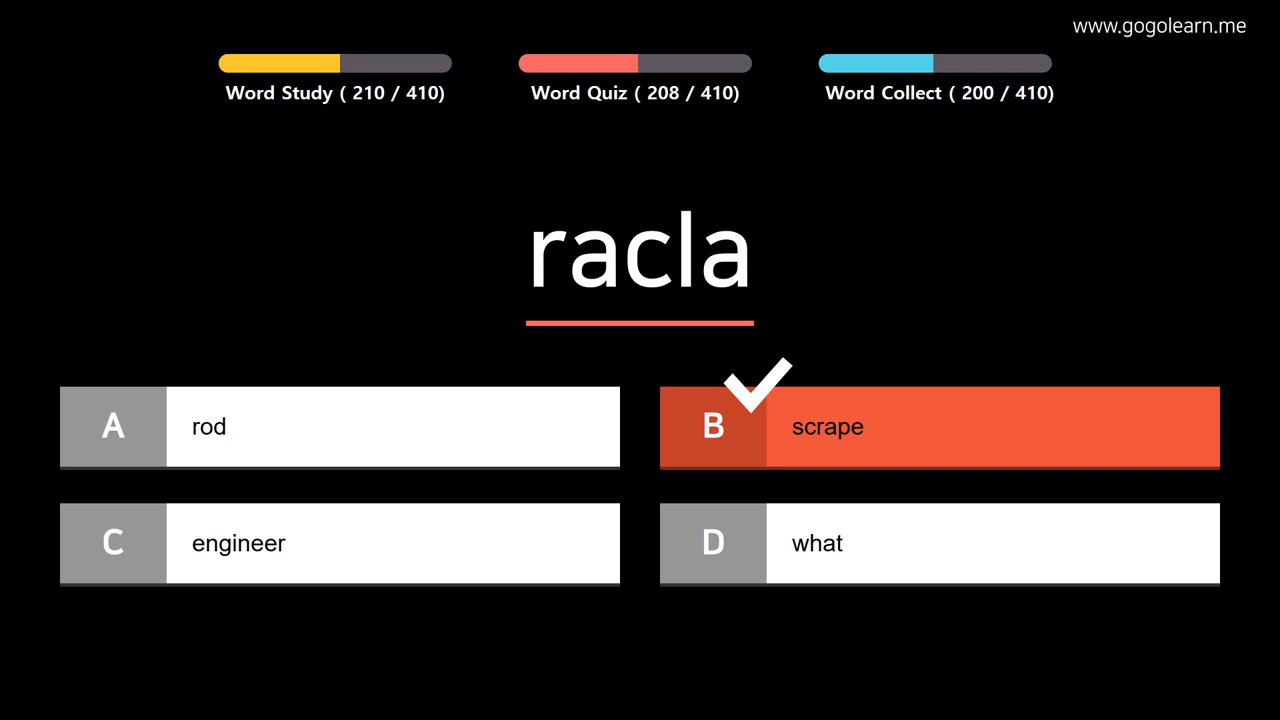 www.gogolearn.me
Word Study ( 210 / 410)
Word Quiz ( 208 / 410)
Word Collect ( 200 / 410)
racla
A rod
B scrape
C engineer
D what